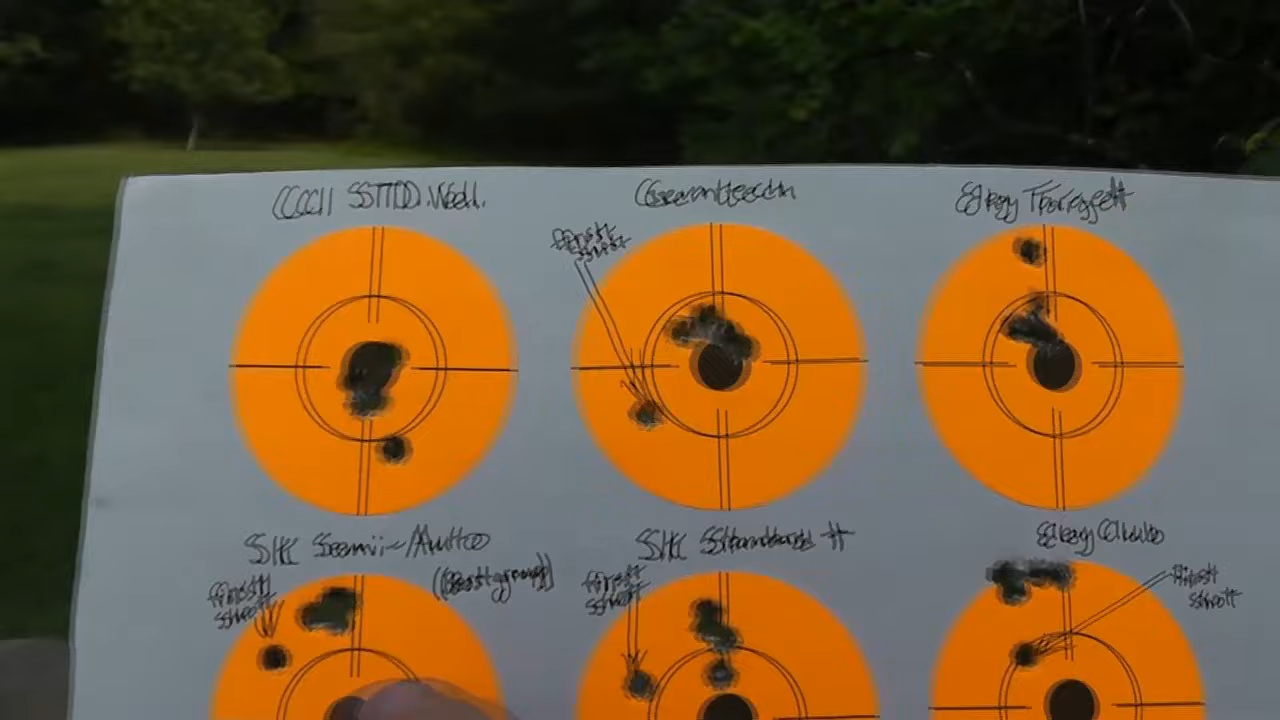 CCI STD. Vel.
Gemtech
Eley Target
First
shot
SK Semi-Auto
(Best group)
First
shot
SK Standard +
First
shot
Eley Club
First
shot